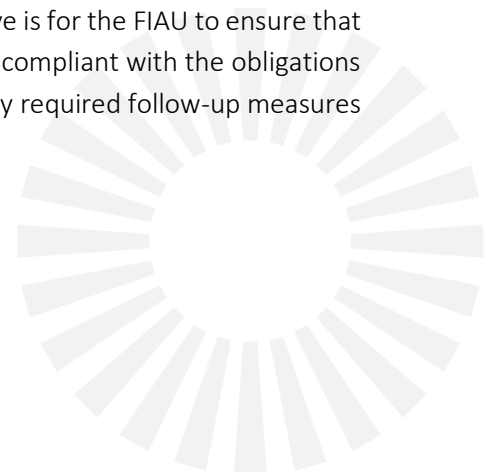 ve is for the FIAU to ensure that
compliant with the obligations
y required follow-up measures